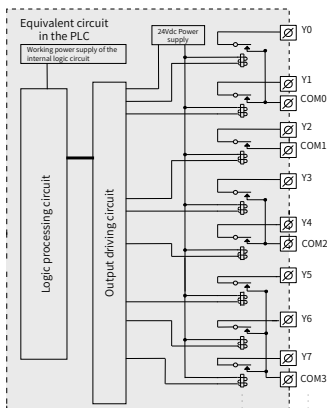 Equivalent circuit
in the PLC
Working power supply of the
internal logic circuit
24Vdc Power
supply
Logic processing circuit
Output driving circuit
Y0
Y1
COM0
Y2
COM1
Y3
Y4
COM2
Y5
Y6
Y7
COM3